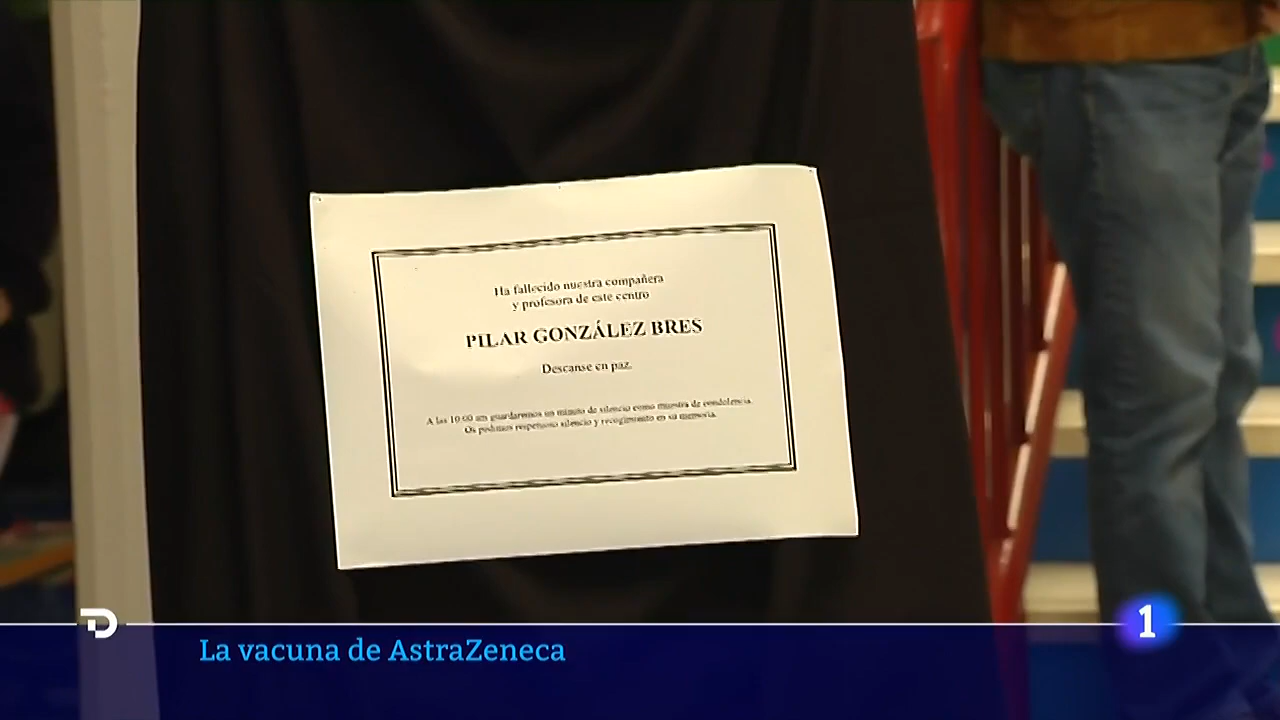 Ha fallecido nuestra compañera
y profesora de este centro
PILAR GONZÁLEZ BRES
Descanse en paz.
A las 10:00 am guardaremos un minuto de silencio como muestra de condolencia.
Os pedimos respetuoso silencio y recogimiento en su memoria.
La vacuna de AstraZeneca
1